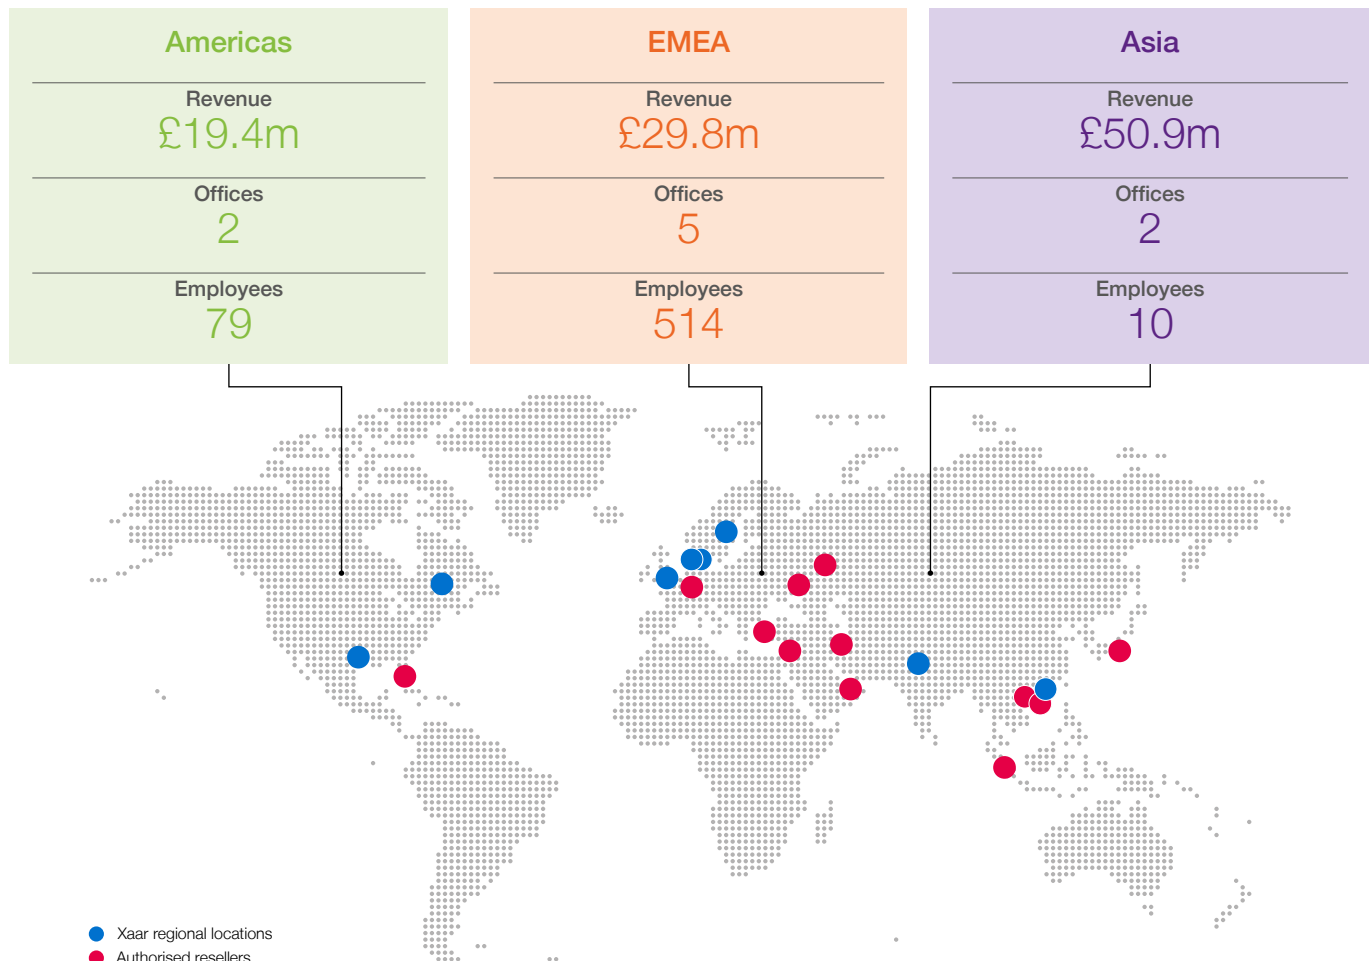 Americas
Revenue
£19.4m
Offices
2
Employees
79
EMEA
Revenue
£29.8m
Offices
5
Employees
514
Asia
Revenue
£50.9m
Offices
2
Employees
10
Xaar regional locations
Authorised resellers